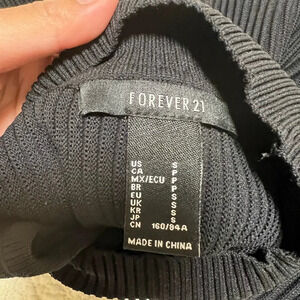 FOREVER 21
US S
CA P
MX/ECU P
BR P
EU S
UK S
KR S
JP S
CN 160/84A
MADE IN CHINA